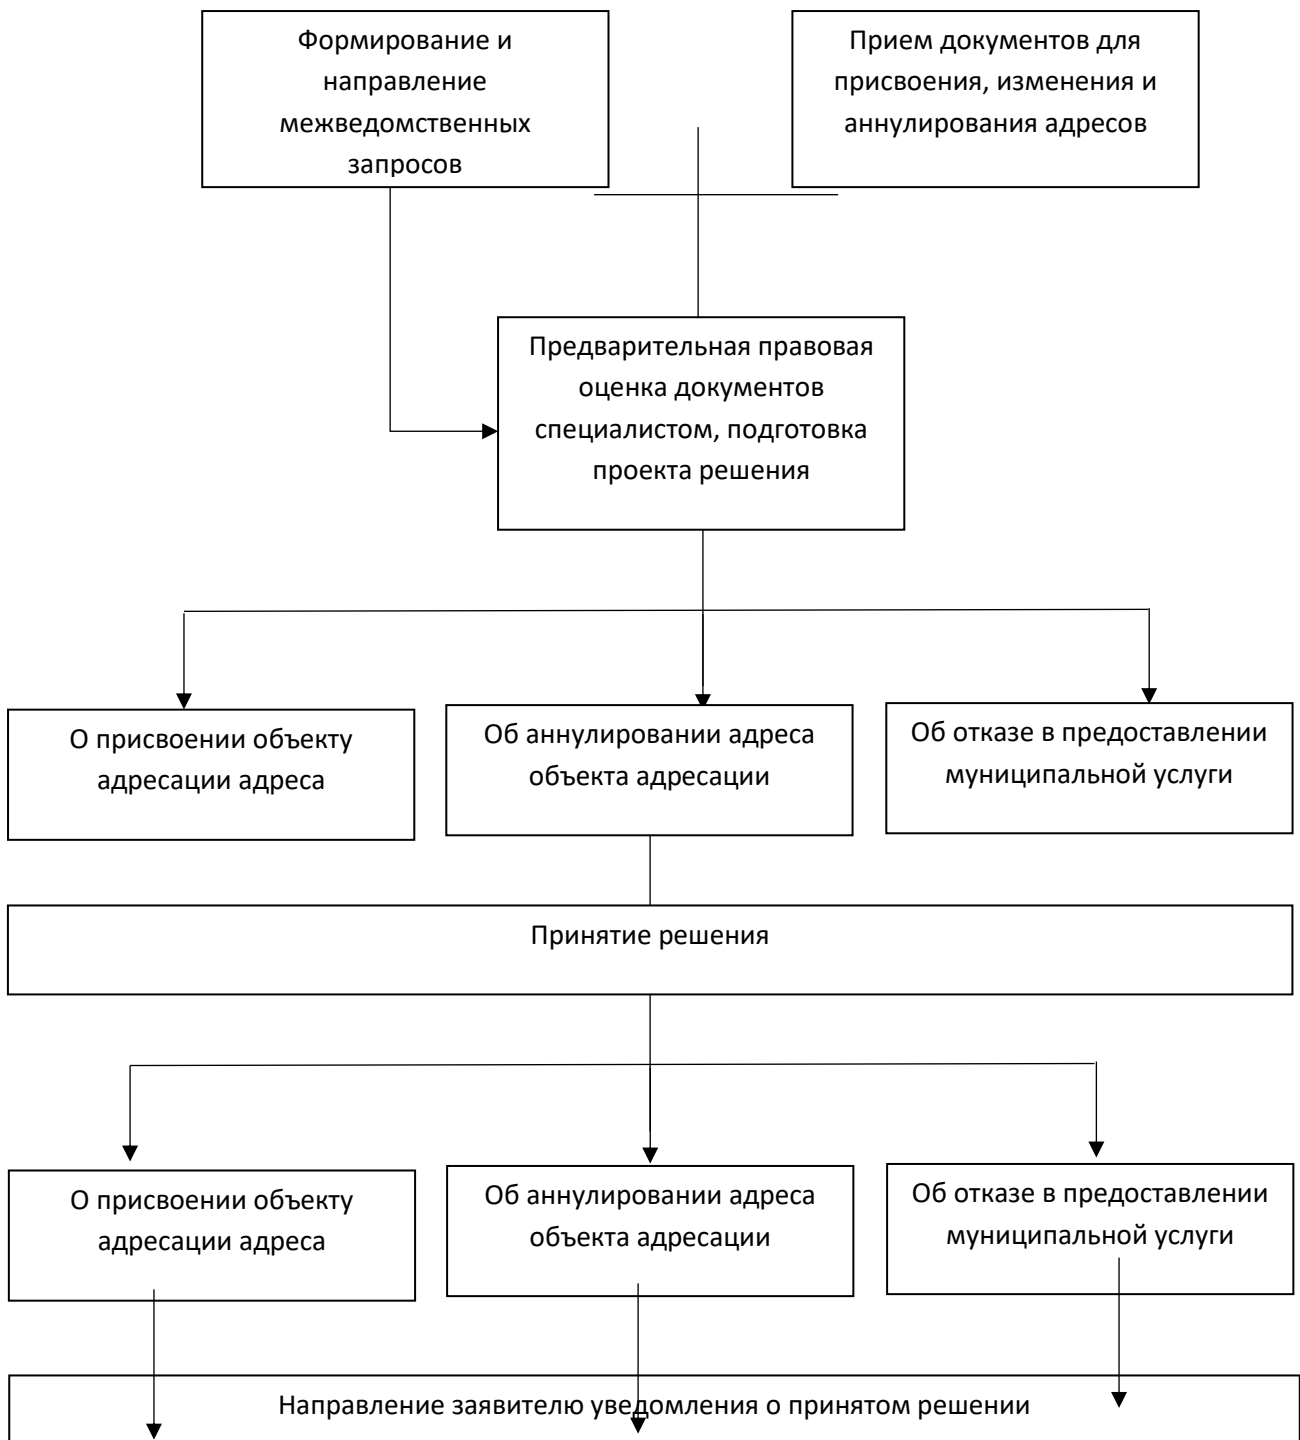 Формирование и
направление
межведомственных
запросов
Прием документов для
присвоения, изменения и
аннулирования адресов
Предварительная правовая
оценка документов
специалистом, подготовка
проекта решения
О присвоении объекту
адресации адреса
Об аннулировании адреса
объекта адресации
Об отказе в предоставлении
муниципальной услуги
Принятие решения
О присвоении объекту
адресации адреса
Об аннулировании адреса
объекта адресации
Об отказе в предоставлении
муниципальной услуги
Направление заявителю уведомления о принятом решении